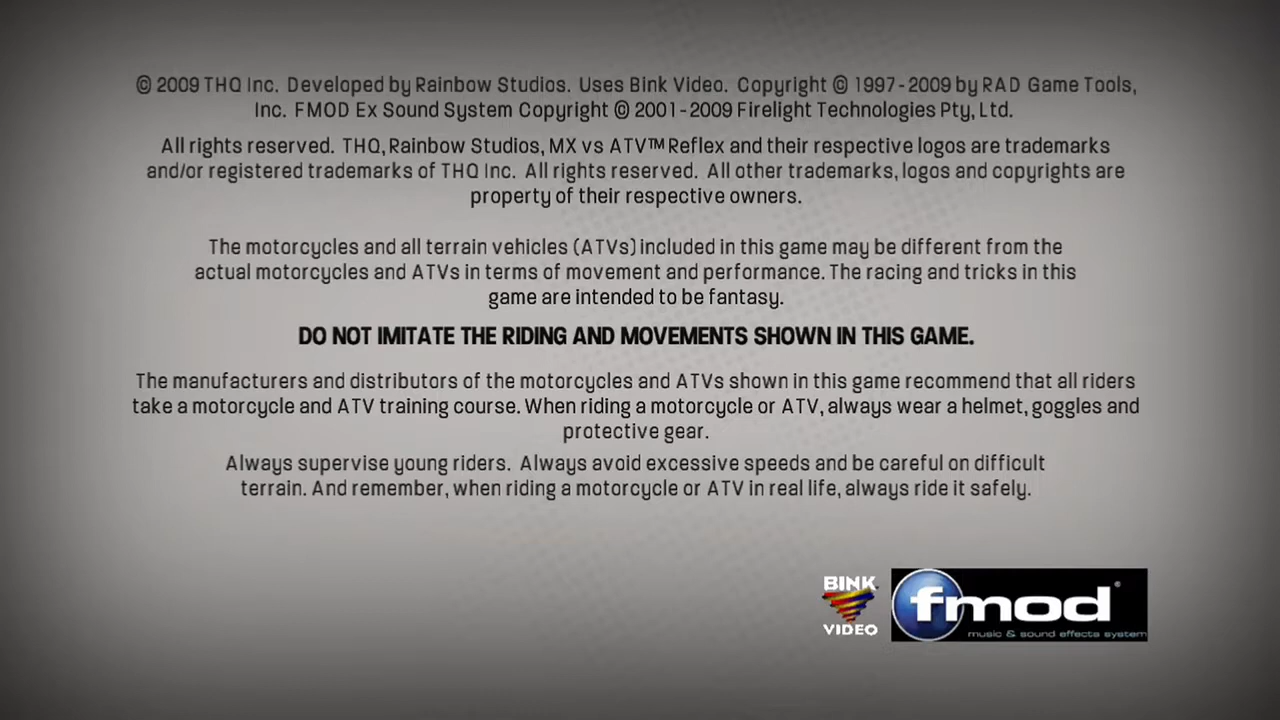 © 2009 THQ Inc. Developed by Rainbow Studios. Uses Bink Video. Copyright © 1997-2009 by RAD Game Tools,
Inc. FMOD Ex Sound System Copyright © 2001-2009 Firelight Technologies Pty, Ltd.
All rights reserved. THQ, Rainbow Studios, MX vs ATV™ Reflex and their respective logos are trademarks
and/or registered trademarks of THQ Inc. All rights reserved. All other trademarks, logos and copyrights are
property of their respective owners.
The motorcycles and all terrain vehicles (ATVs) included in this game may be different from the
actual motorcycles and ATVs in terms of movement and performance. The racing and tricks in this
game are intended to be fantasy.
DO NOT IMITATE THE RIDING AND MOVEMENTS SHOWN IN THIS GAME.
The manufacturers and distributors of the motorcycles and ATVs shown in this game recommend that all riders
take a motorcycle and ATV training course. When riding a motorcycle or ATV, always wear a helmet, goggles and
protective gear.
Always supervise young riders. Always avoid excessive speeds and be careful on difficult
terrain. And remember, when riding a motorcycle or ATV in real life, always ride it safely.
BINK
VIDEO
fmod®
music & sound effects system